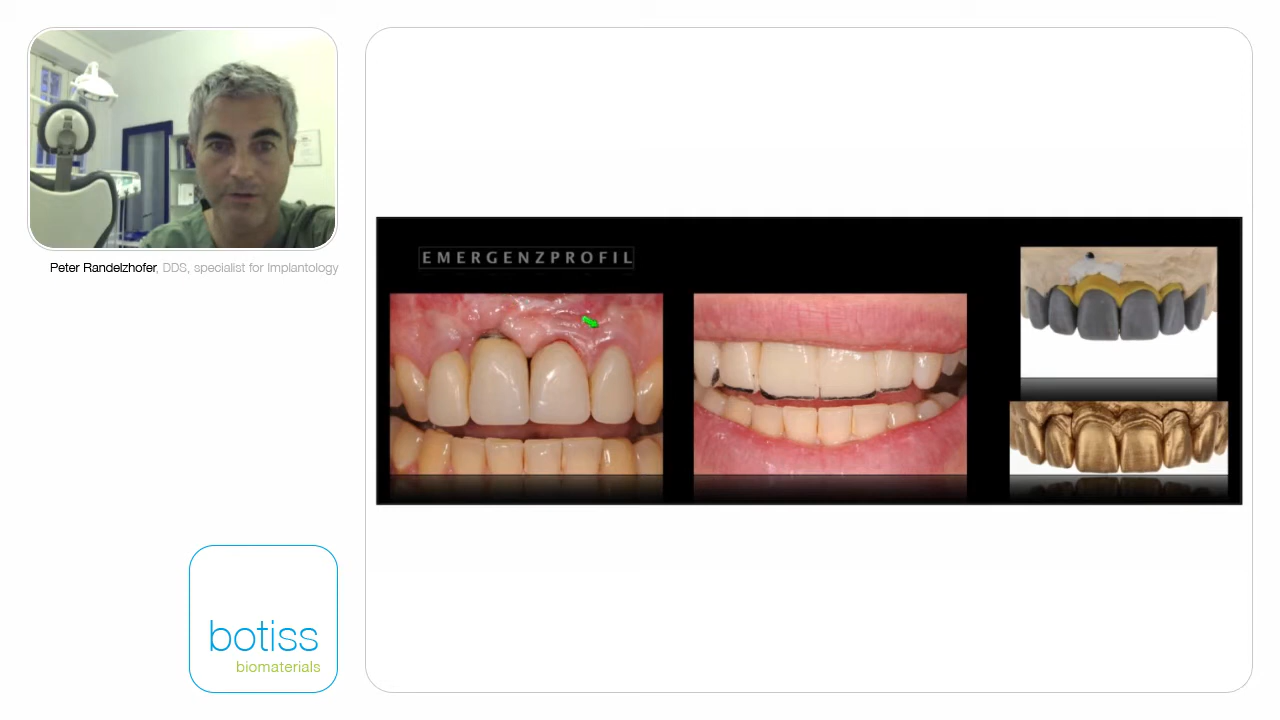 Peter Randelzhofer, DDS, specialist for Implantology
EMERGENZPROFIL
botiss
biomaterials